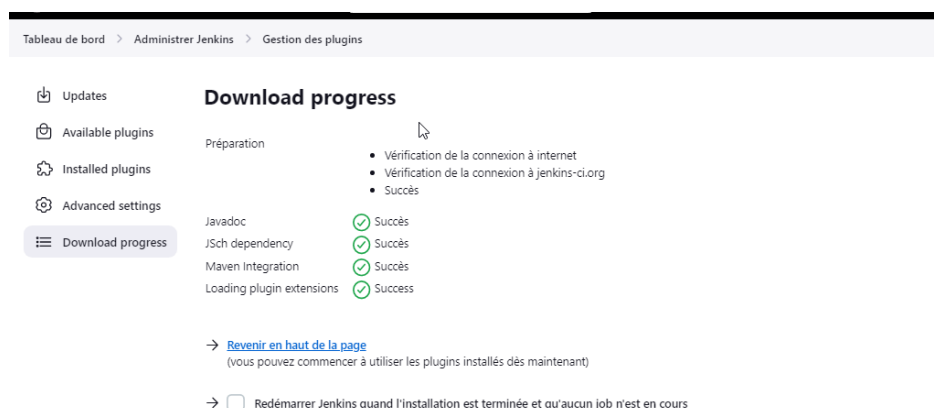 Tableau de bord > Administrer Jenkins > Gestion des plugins
Updates
Available plugins
Installed plugins
Advanced settings
Download progress
Download progress
Préparation
• Vérification de la connexion à internet
• Vérification de la connexion à jenkins-ci.org
• Succès
Javadoc Succès
JSch dependency Succès
Maven Integration Succès
Loading plugin extensions Success
→ Revenir en haut de la page
(vous pouvez commencer à utiliser les plugins installés dès maintenant)
→ Redémarrer Jenkins quand l'installation est terminée et qu'aucun job n'est en cours